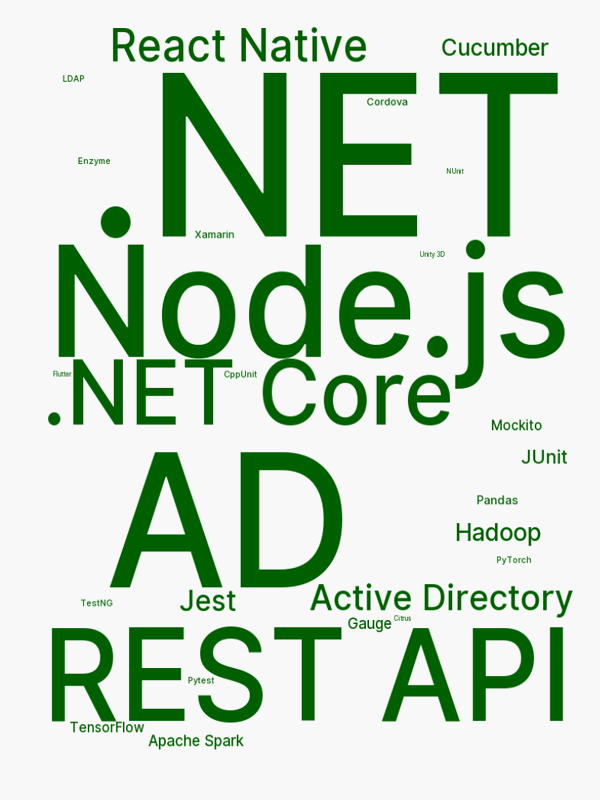 React Native
Cucumber
LDAP
.NET
Cordova
Enzyme
NUnit
Xamarin
Node.js
Unity 3D
Flutter
.NET Core
CppUnit
Mockito
JUnit
AD
Pandas
Hadoop
PyTorch
TestNG
Jest
Active Directory
Gauge
Citrus
REST API
Pytest
TensorFlow
Apache Spark